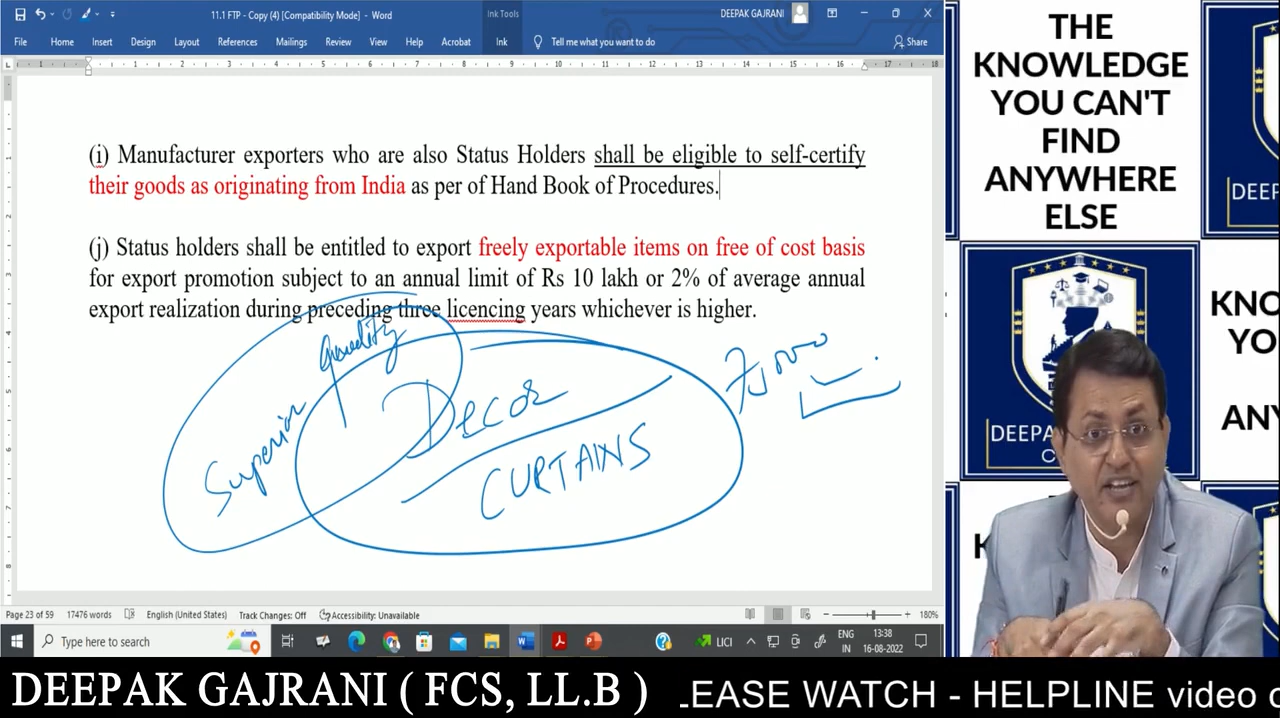 11.1 FTP - Copy (4) [Compatibility Mode] - Word
Ink Tools
DEEPAK GAJRANI
File Home Insert Design Layout References Mailings Review View Help Acrobat Ink Tell me what you want to do Share
(i) Manufacturer exporters who are also Status Holders shall be eligible to self-certify
their goods as originating from India as per of Hand Book of Procedures.
(j) Status holders shall be entitled to export freely exportable items on free of cost basis
for export promotion subject to an annual limit of Rs 10 lakh or 2% of average annual
export realization during preceding three licencing years whichever is higher.
Superior quality
Decor
CURTAINS
Page 23 of 59 17476 words English (United States) Track Changes: Off Accessibility: Unavailable 180%
Type here to search
LICI
ENG
IN
13:38
16-08-2022
THE
KNOWLEDGE
YOU CAN'T
FIND
ANYWHERE
ELSE
DEEP
DEEPA
C
KNO
YO
ANY
DEEPAK GAJRANI ( FCS, LL.B )
LEASE WATCH - HELPLINE video